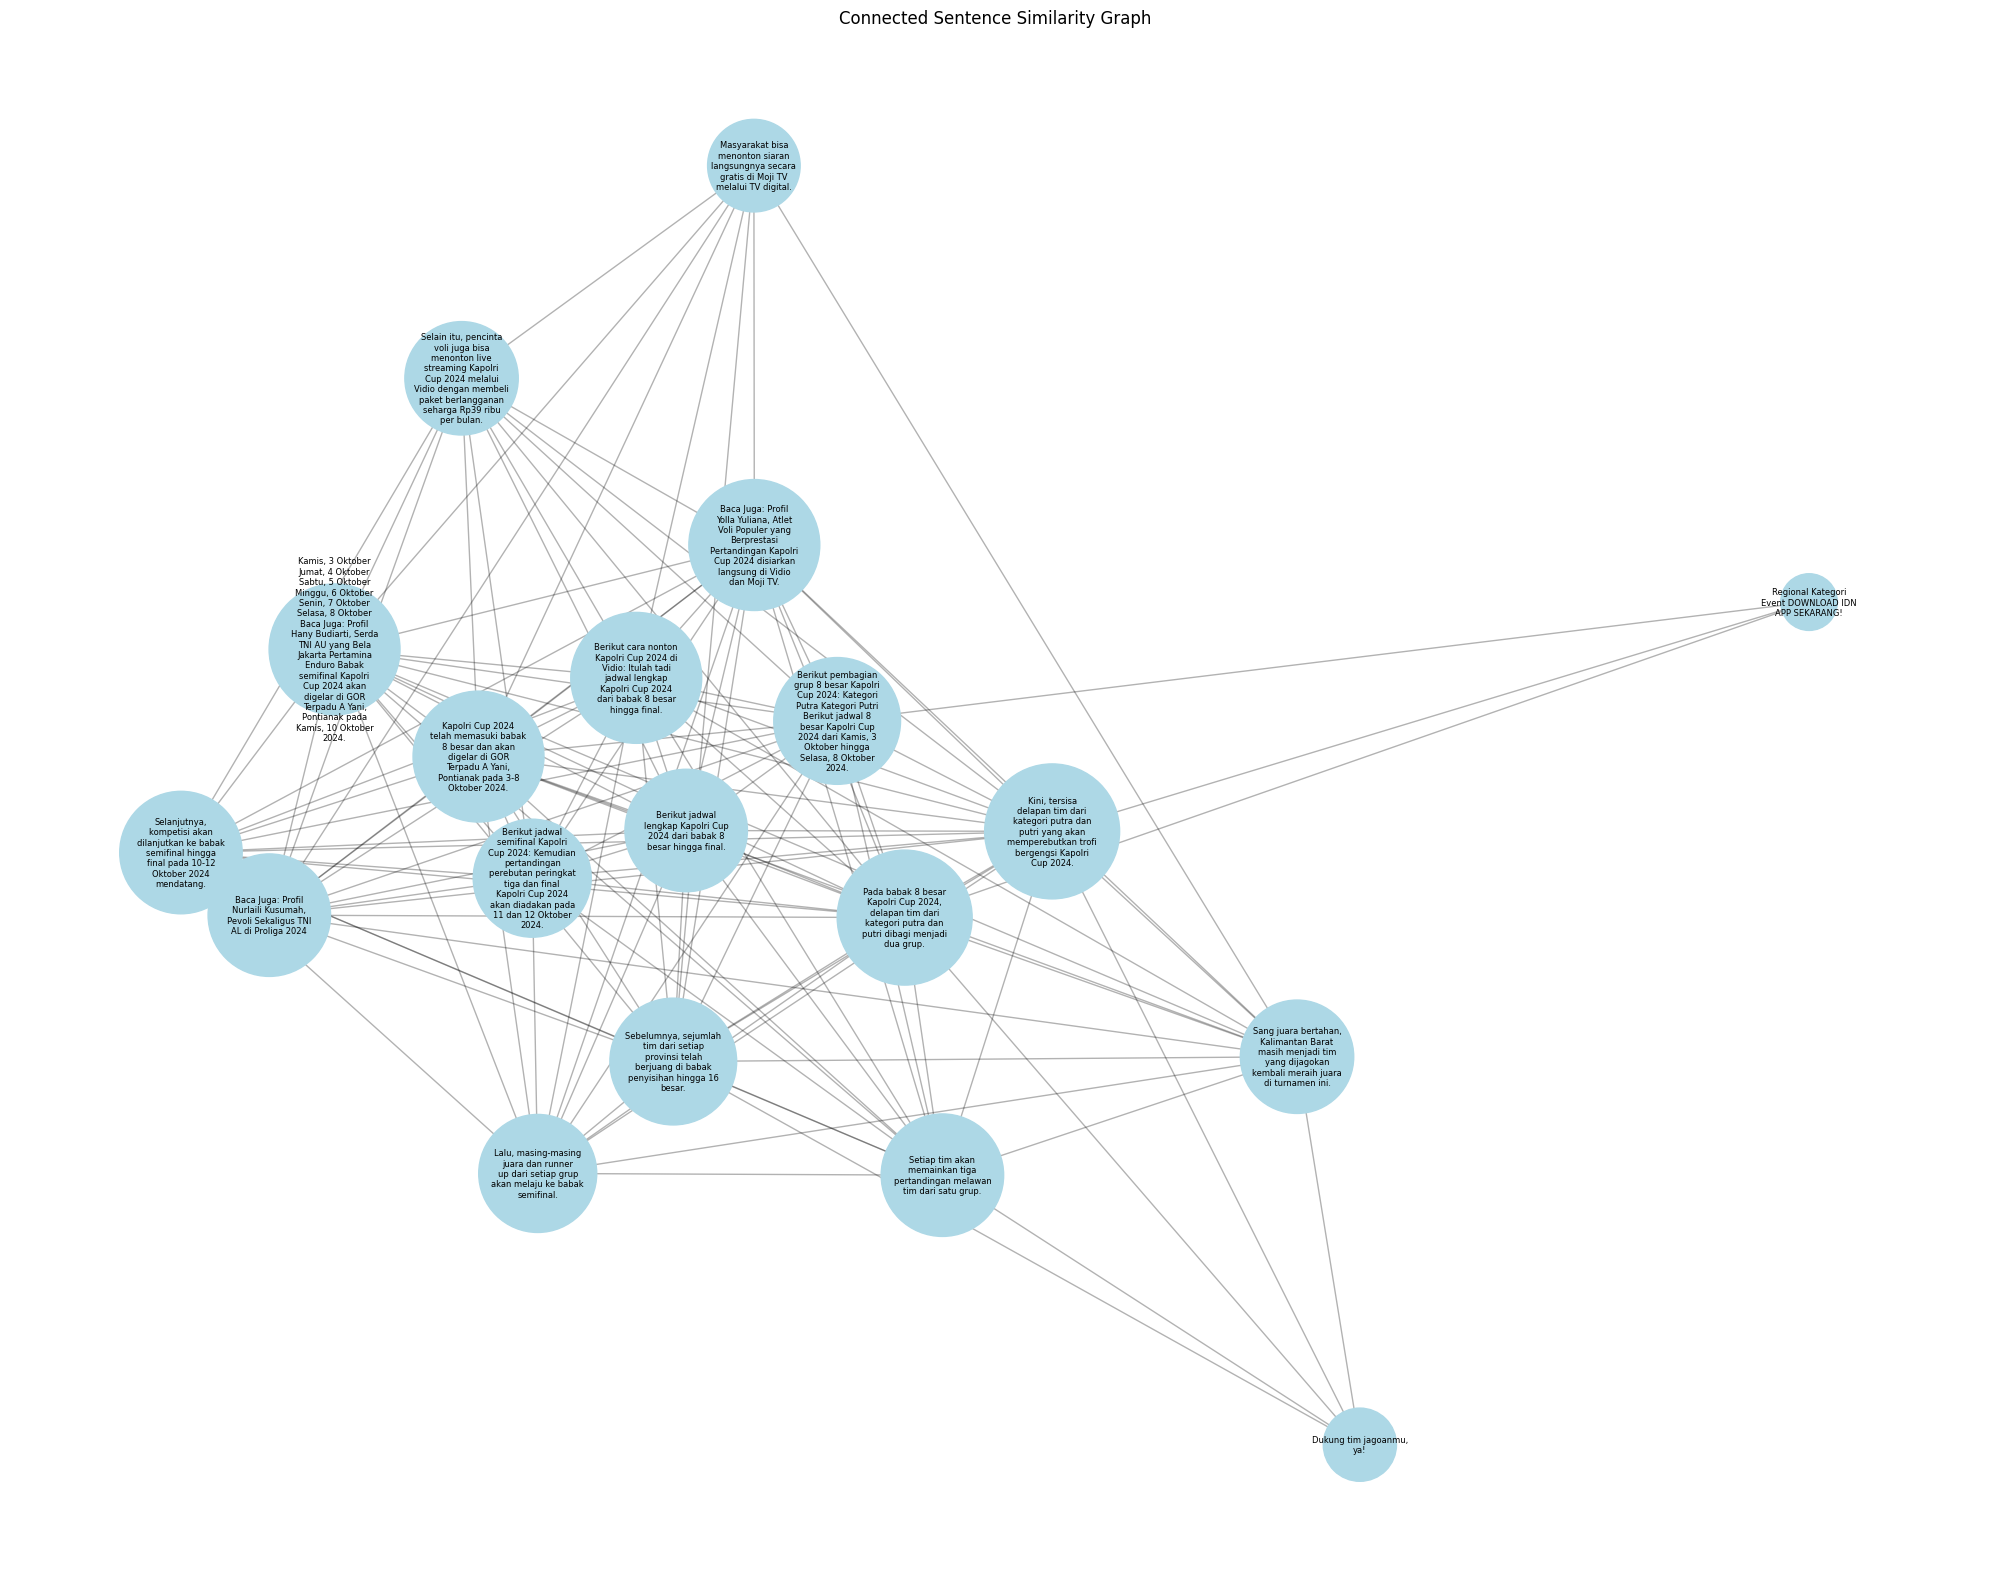 Connected Sentence Similarity Graph
Masyarakat bisa
menonton siaran
langsungnya secara
gratis di Moji TV
melalui TV digital.
Selain itu, pencinta
voli juga bisa
menonton live
streaming Kapolri
Cup 2024 melalui
Vidio dengan membeli
paket berlangganan
seharga Rp39 ribu
per bulan.
Baca Juga: Profil
Yolla Yuliana, Atlet
Voli Populer yang
Berprestasi
Pertandingan Kapolri
Cup 2024 disiarkan
langsung di Vidio
dan Moji TV.
Kamis, 3 Oktober
Jumat, 4 Oktober
Sabtu, 5 Oktober
Minggu, 6 Oktober
Senin, 7 Oktober
Selasa, 8 Oktober
Baca Juga: Profil
Hany Budiarti, Serda
TNI AU yang Bela
Jakarta Pertamina
Enduro Babak
semifinal Kapolri
Cup 2024 akan
digelar di GOR
Terpadu A Yani,
Pontianak pada
Kamis, 10 Oktober
2024.
Regional Kategori
Event DOWNLOAD IDN
APP SEKARANG!
Berikut cara nonton
Kapolri Cup 2024 di
Vidio: Itulah tadi
jadwal lengkap
Kapolri Cup 2024
dari babak 8 besar
hingga final.
Berikut pembagian
grup 8 besar Kapolri
Cup 2024: Kategori
Putra Kategori Putri
Berikut jadwal 8
besar Kapolri Cup
2024 dari Kamis, 3
Oktober hingga
Selasa, 8 Oktober
2024.
Kapolri Cup 2024
telah memasuki babak
8 besar dan akan
digelar di GOR
Terpadu A Yani,
Pontianak pada 3-8
Oktober 2024.
Berikut jadwal
lengkap Kapolri Cup
2024 dari babak 8
besar hingga final.
Kini, tersisa
delapan tim dari
kategori putra dan
putri yang akan
memperebutkan trofi
bergengsi Kapolri
Cup 2024.
Selanjutnya,
kompetisi akan
dilanjutkan ke babak
semifinal hingga
final pada 10-12
Oktober 2024
mendatang.
Berikut jadwal
semifinal Kapolri
Cup 2024: Kemudian
pertandingan
perebutan peringkat
tiga dan final
Kapolri Cup 2024
akan diadakan pada
11 dan 12 Oktober
2024.
Baca Juga: Profil
Nurlaili Kusumah,
Pevoli Sekaligus TNI
AL di Proliga 2024
Pada babak 8 besar
Kapolri Cup 2024,
delapan tim dari
kategori putra dan
putri dibagi menjadi
dua grup.
Sebelumnya, sejumlah
tim dari setiap
provinsi telah
berjuang di babak
penyisihan hingga 16
besar.
Sang juara bertahan,
Kalimantan Barat
masih menjadi tim
yang dijagokan
kembali meraih juara
di turnamen ini.
Lalu, masing-masing
juara dan runner
up dari setiap grup
akan melaju ke babak
semifinal.
Setiap tim akan
memainkan tiga
pertandingan melawan
tim dari satu grup.
Dukung tim jagoanmu,
ya!